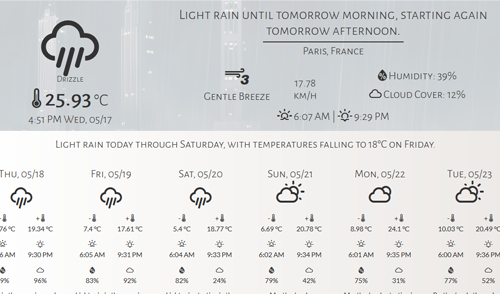 Light rain until tomorrow morning, starting again
tomorrow afternoon.
Paris, France
Drizzle
25.93 °C
4:51 PM Wed, 05/17
3
Gentle Breeze
17.78
km/h
Humidity: 39%
Cloud Cover: 12%
6:07 AM | 9:29 PM
Light rain today through Saturday, with temperatures falling to 18°C on Friday.
Thu, 05/18 Fri, 05/19 Sat, 05/20 Sun, 05/21 Mon, 05/22 Tue, 05/23
- + - + - + - + - + - +
.76 °C 19.34 °C 7.4 °C 17.61 °C 5.4 °C 18.77 °C 6.69 °C 20.78 °C 8.98 °C 24.1 °C 10.03 °C 20.49 °C
6 AM 9:30 PM 6:05 AM 9:31 PM 6:04 AM 9:33 PM 6:02 AM 9:34 PM 6:01 AM 9:35 PM 6:00 AM 9:36 PM
9% 96% 83% 92% 82% 24% 79% 42% 75% 31% 77% 52%